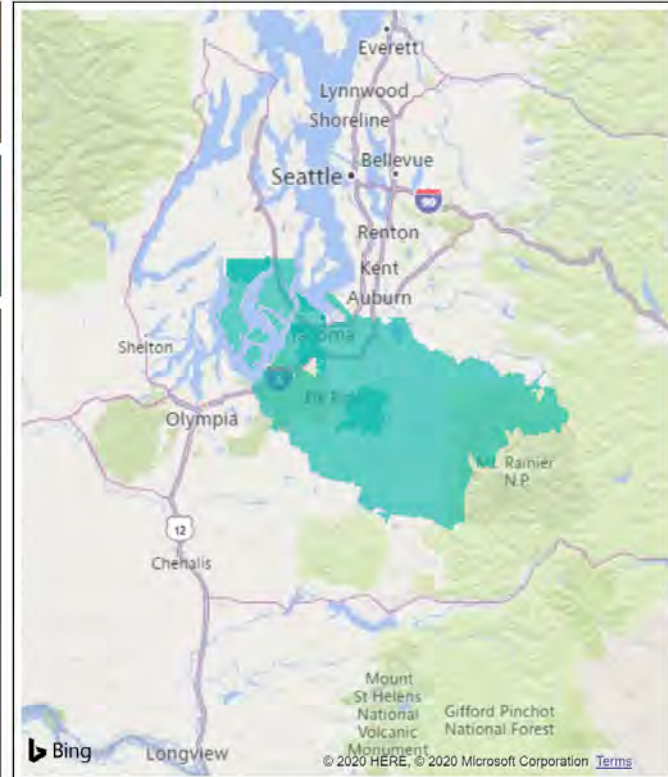 Everett
Lynnwood
Shoreline
Bellevue
Seattle
90
Renton
Kent
Auburn
Tacoma
Shelton
Olympia
Mt. Rainier
N.P.
12
Chehalis
Mount
St Helens
National
Volcanic
Monument
Gifford Pinchot
National Forest
Bing
Longview
© 2020 HERE, © 2020 Microsoft Corporation Terms